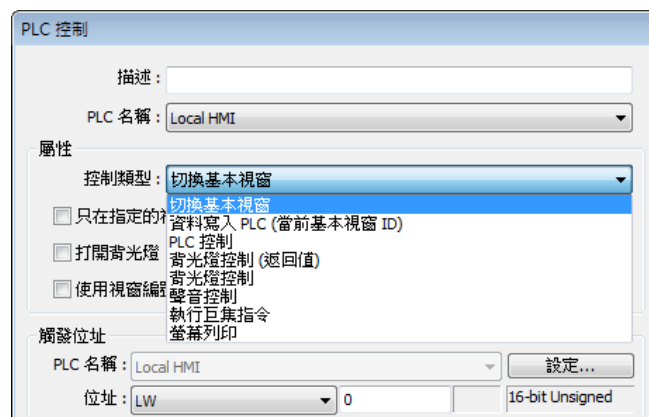 PLC 控制
描述：
PLC 名稱：Local HMI
屬性
控制類型：切換基本視窗
切換基本視窗
資料寫入 PLC (當前基本視窗 ID)
PLC 控制
背光燈控制 (返回值)
背光燈控制
聲音控制
執行巨集指令
螢幕列印
只在指定的
打開背光燈
使用視窗編
觸發位址
PLC 名稱：Local HMI
設定...
位址：LW
0
16-bit Unsigned